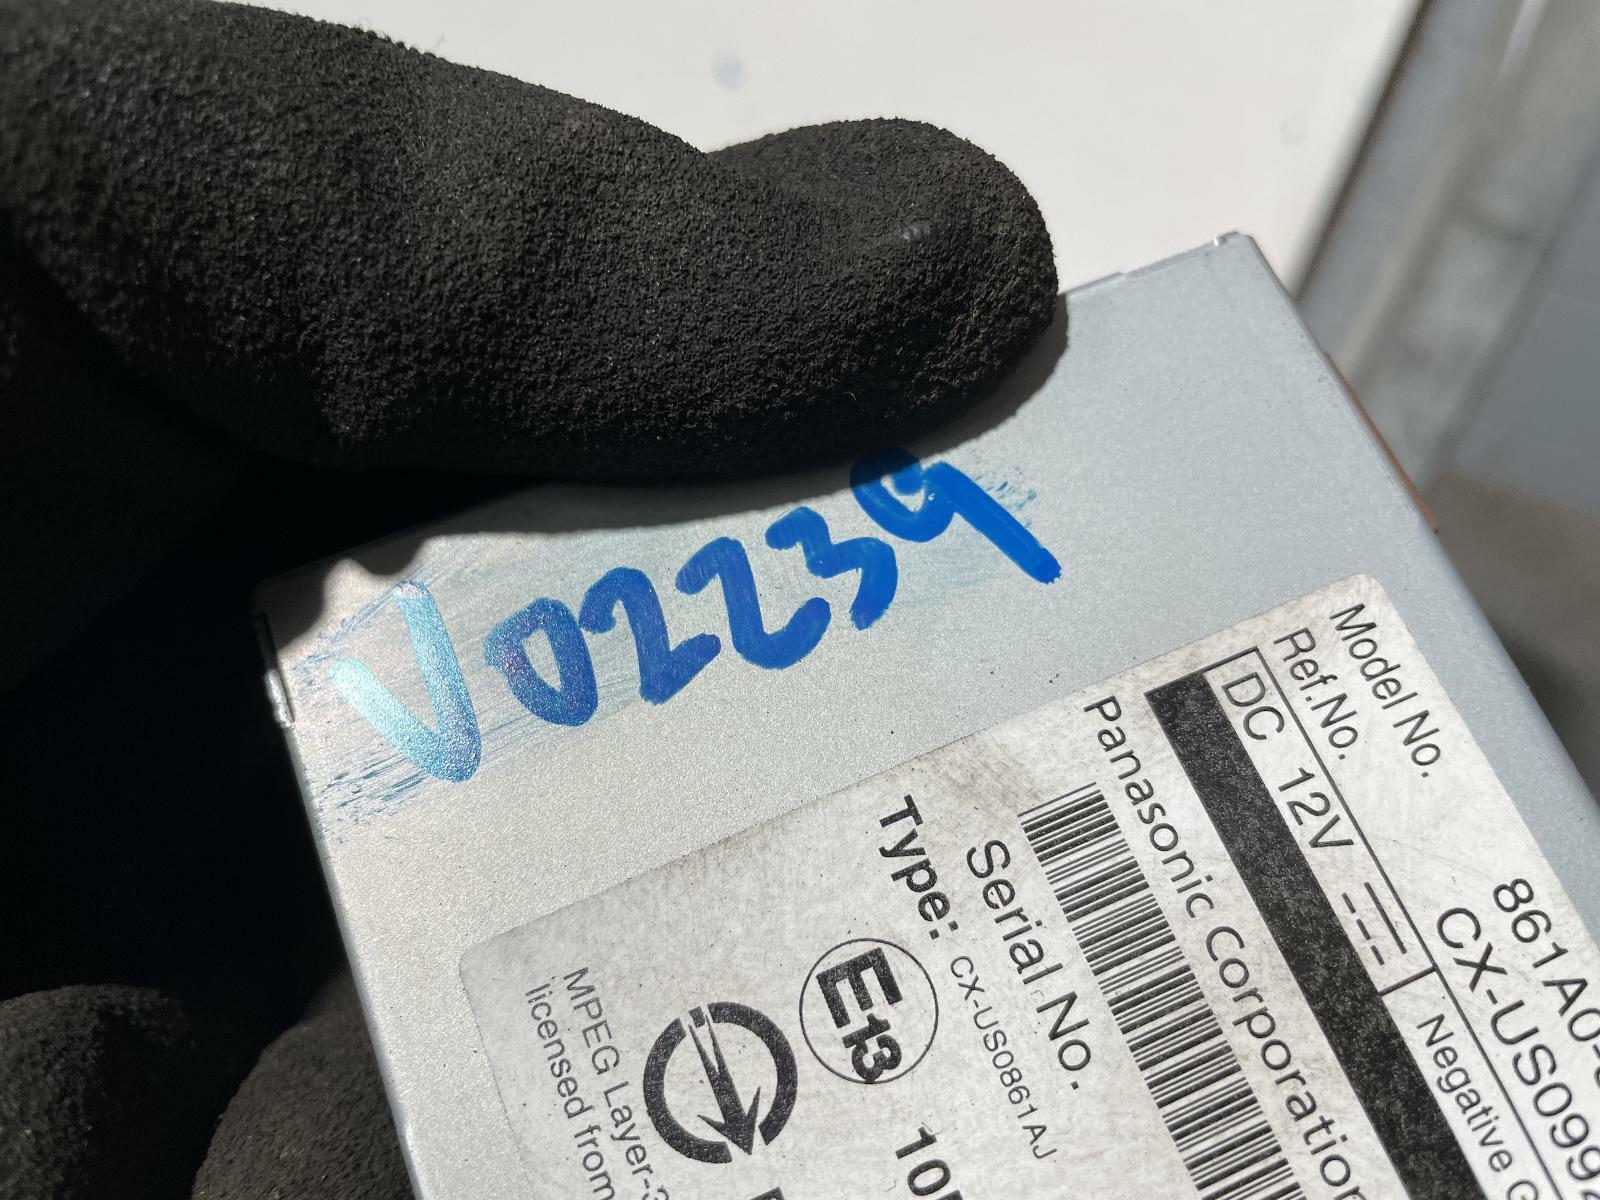 V02239
Model No.
861A0
Ref.No.
CX-US099
DC 12V
Negative
Panasonic Corporation
Serial No.
Type: CX-US0861AJ
E13
10
MPEG Layer-3
licensed from